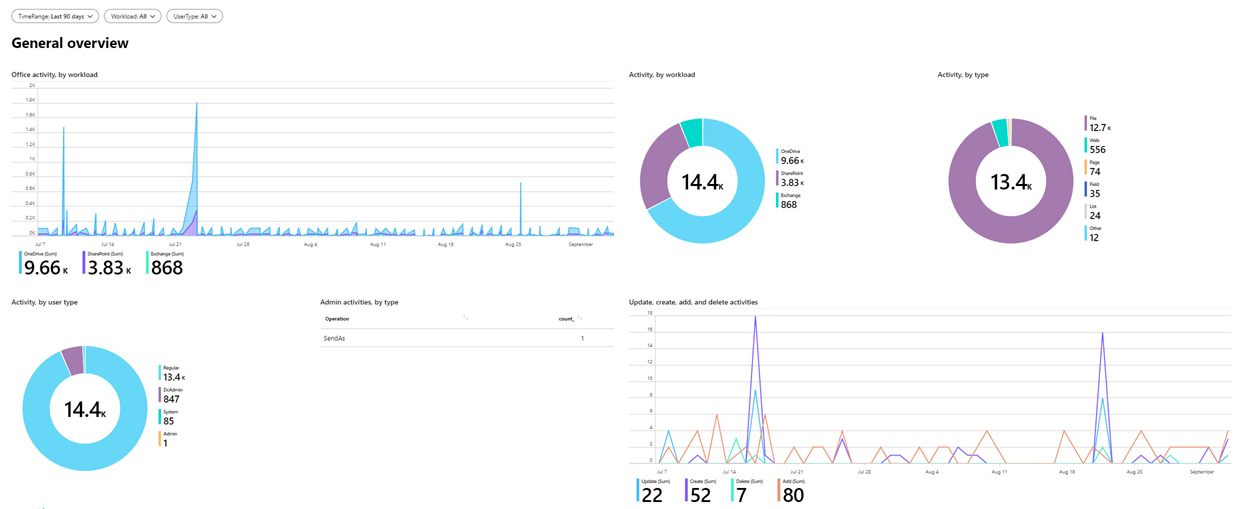 TimeRange: Last 90 days
Workload: All
UserType: All
General overview
Office activity, by workload
2K
1.8K
1.6K
1.4K
1.2K
1K
0.8K
0.6K
0.4K
0.2K
0K
Jul 7
Jul 14
Jul 21
Jul 28
Aug 4
Aug 11
Aug 18
Aug 25
September
OneDrive (Sum)
9.66 K
SharePoint (Sum)
3.83 K
Exchange (Sum)
868
Activity, by workload
14.4K
OneDrive
9.66 K
SharePoint
3.83 K
Exchange
868
Activity, by type
13.4K
File
12.7 K
Web
556
Page
74
Field
35
List
24
Other
12
Activity, by user type
14.4K
Regular
13.4 K
DcAdmin
847
System
85
Admin
1
Admin activities, by type
Operation
count_
SendAs
1
Update, create, add, and delete activities
18
16
14
12
10
8
6
4
2
0
Jul 7
Jul 14
Jul 21
Jul 28
Aug 4
Aug 11
Aug 18
Aug 25
September
Update (Sum)
22
Create (Sum)
52
Delete (Sum)
7
Add (Sum)
80